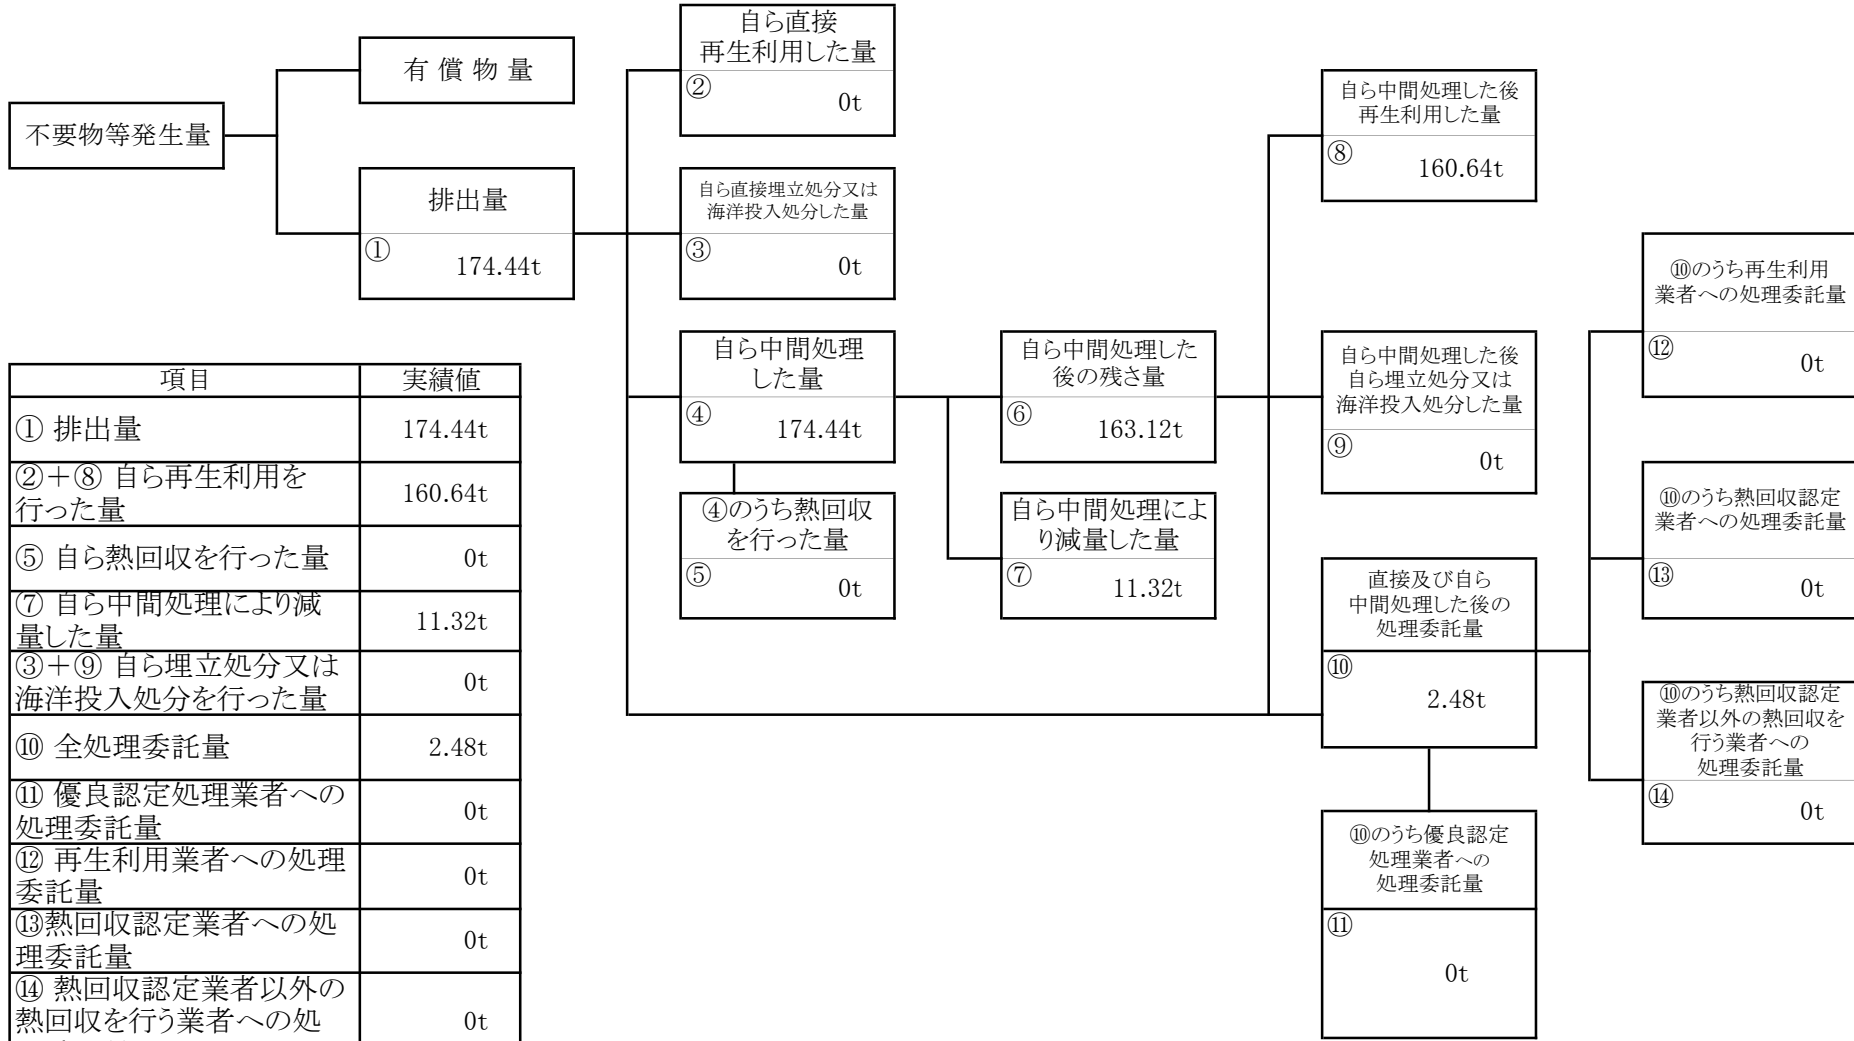 不要物等発生量
有 償 物 量
排出量
①
174.44t
自ら直接
再生利用した量
②
0t
自ら直接埋立処分又は
海洋投入処分した量
③
0t
自ら中間処理
した量
④
174.44t
④のうち熱回収
を行った量
⑤
0t
自ら中間処理した
後の残さ量
⑥
163.12t
自ら中間処理によ
り減量した量
⑦
11.32t
自ら中間処理した後
再生利用した量
⑧
160.64t
自ら中間処理した後
自ら埋立処分又は
海洋投入処分した量
⑨
0t
直接及び自ら
中間処理した後の
処理委託量
⑩
2.48t
⑩のうち優良認定
処理業者への
処理委託量
⑪
0t
⑩のうち再生利用
業者への処理委託量
⑫
0t
⑩のうち熱回収認定
業者への処理委託量
⑬
0t
⑩のうち熱回収認定
業者以外の熱回収を
行う業者への
処理委託量
⑭
0t
項目 実績値
① 排出量 174.44t
②＋⑧ 自ら再生利用を
行った量 160.64t
⑤ 自ら熱回収を行った量 0t
⑦ 自ら中間処理により減
量した量 11.32t
③＋⑨ 自ら埋立処分又は
海洋投入処分を行った量 0t
⑩ 全処理委託量 2.48t
⑪ 優良認定処理業者への
処理委託量 0t
⑫ 再生利用業者への処理
委託量 0t
⑬熱回収認定業者への処
理委託量 0t
⑭ 熱回収認定業者以外の
熱回収を行う業者への処 0t